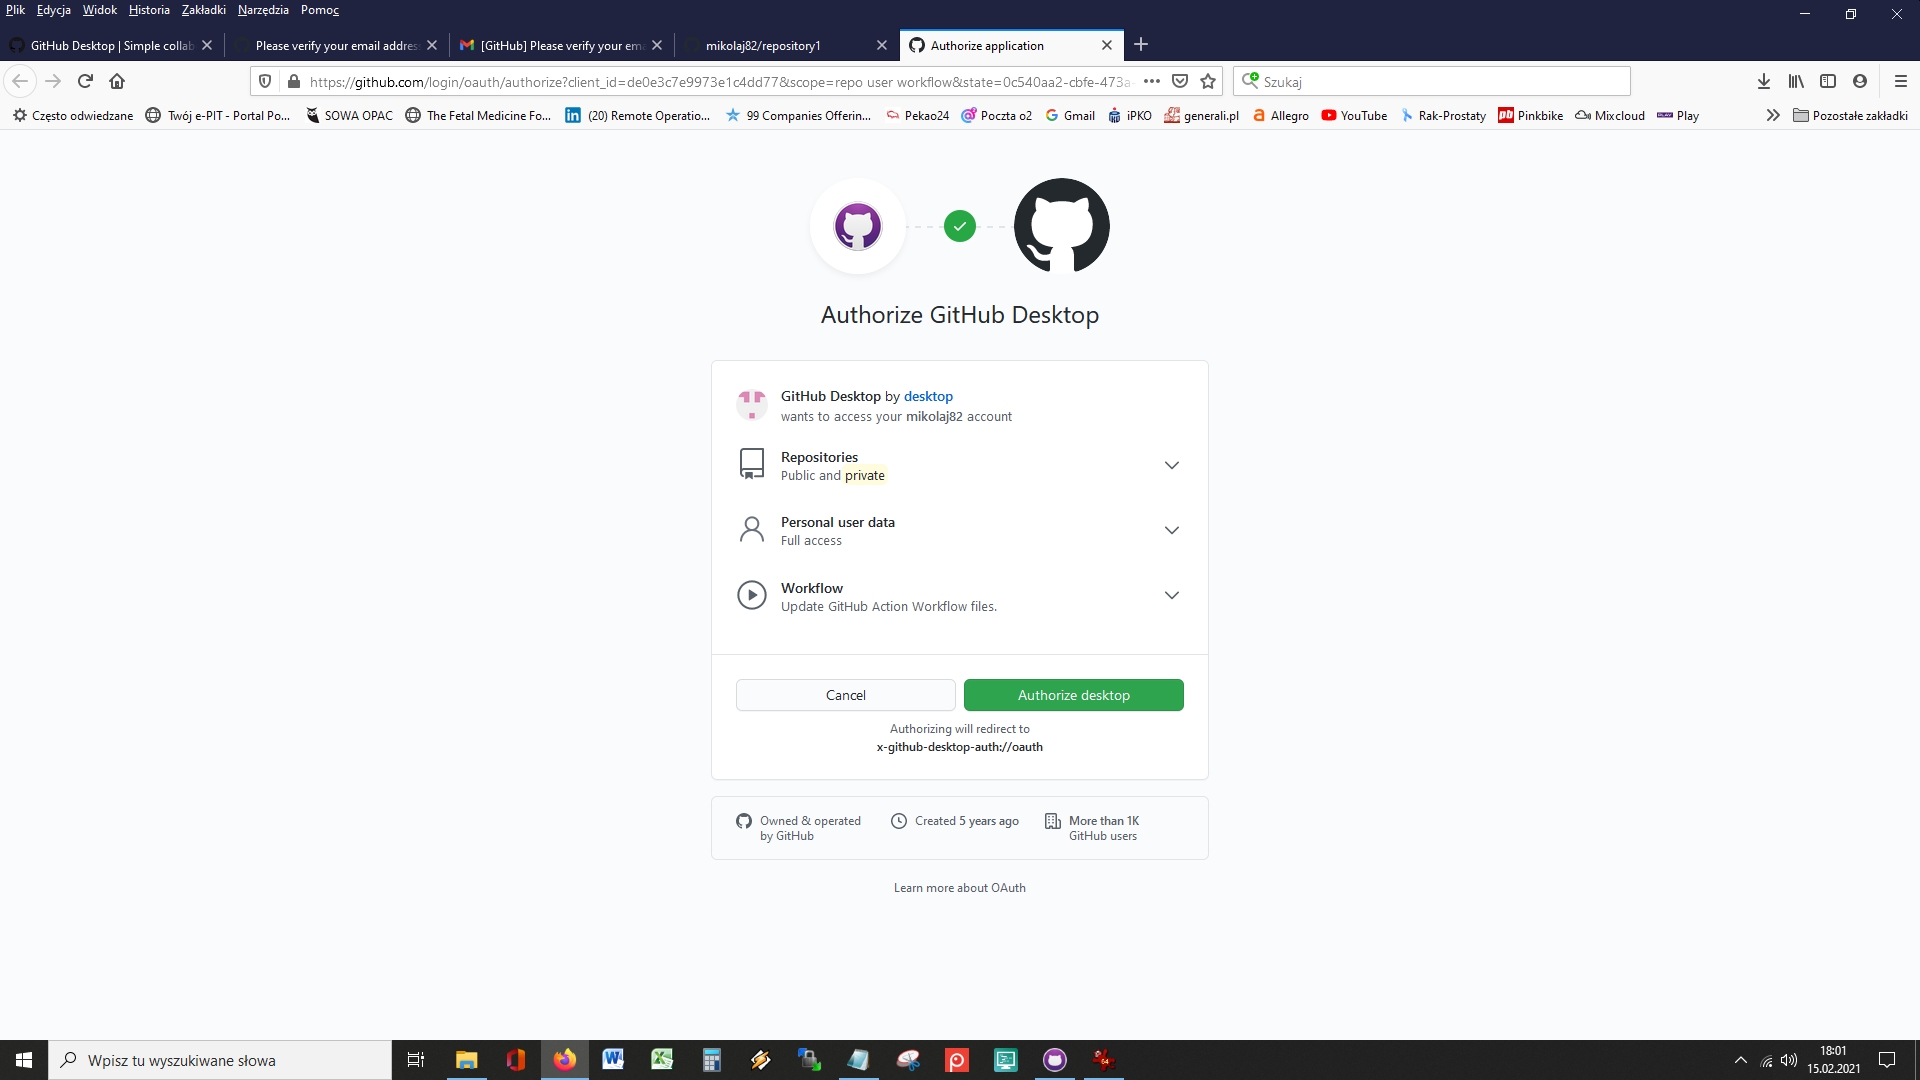 Plik Edycja Widok Historia Zakładki Narzędzia Pomoc
GitHub Desktop | Simple collab
Please verify your email address
[GitHub] Please verify your ema
mikolaj82/repository1
Authorize application
https://github.com/login/oauth/authorize?client_id=de0e3c7e9973e1c4dd77&scope=repo user workflow&state=0c540aa2-cbfe-473a-
Szukaj
Często odwiedzane
Twój e-PIT - Portal Po...
SOWA OPAC
The Fetal Medicine Fo...
(20) Remote Operatio...
99 Companies Offerin...
Pekao24
Poczta o2
Gmail
iPKO
generali.pl
Allegro
YouTube
Rak-Prostaty
Pinkbike
Mixcloud
Play
Pozostałe zakładki
Authorize GitHub Desktop
GitHub Desktop by desktop
wants to access your mikolaj82 account
Repositories
Public and private
Personal user data
Full access
Workflow
Update GitHub Action Workflow files.
Cancel
Authorize desktop
Authorizing will redirect to
x-github-desktop-auth://oauth
Owned & operated
by GitHub
Created 5 years ago
More than 1K
GitHub users
Learn more about OAuth
Wpisz tu wyszukiwane słowa
18:01
15.02.2021